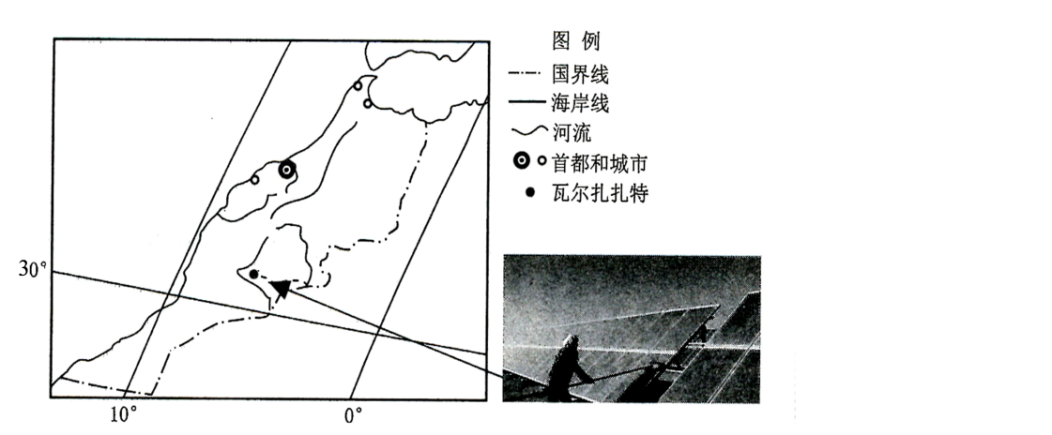 图 例
国界线
海岸线
河流
首都和城市
瓦尔扎扎特
30°
10°
0°